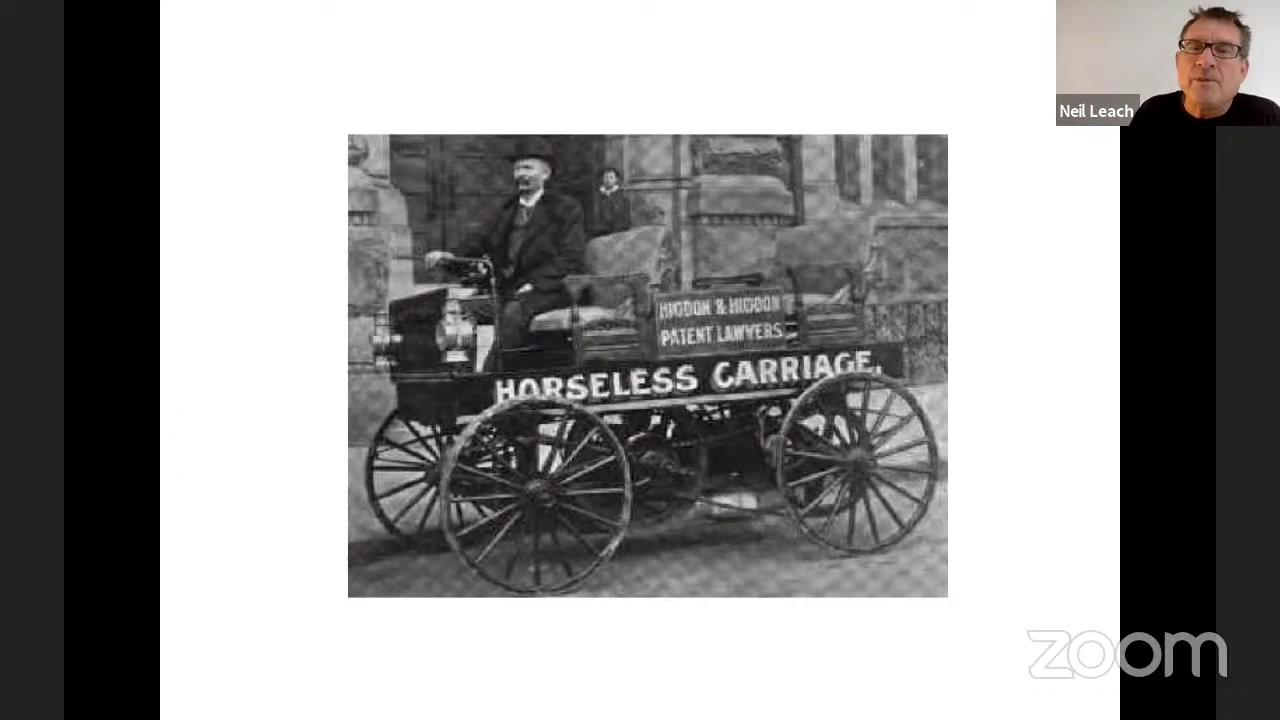 Neil Leach
HIGDON & HIGDON
PATENT LAWYERS
HORSELESS CARRIAGE.
zoom